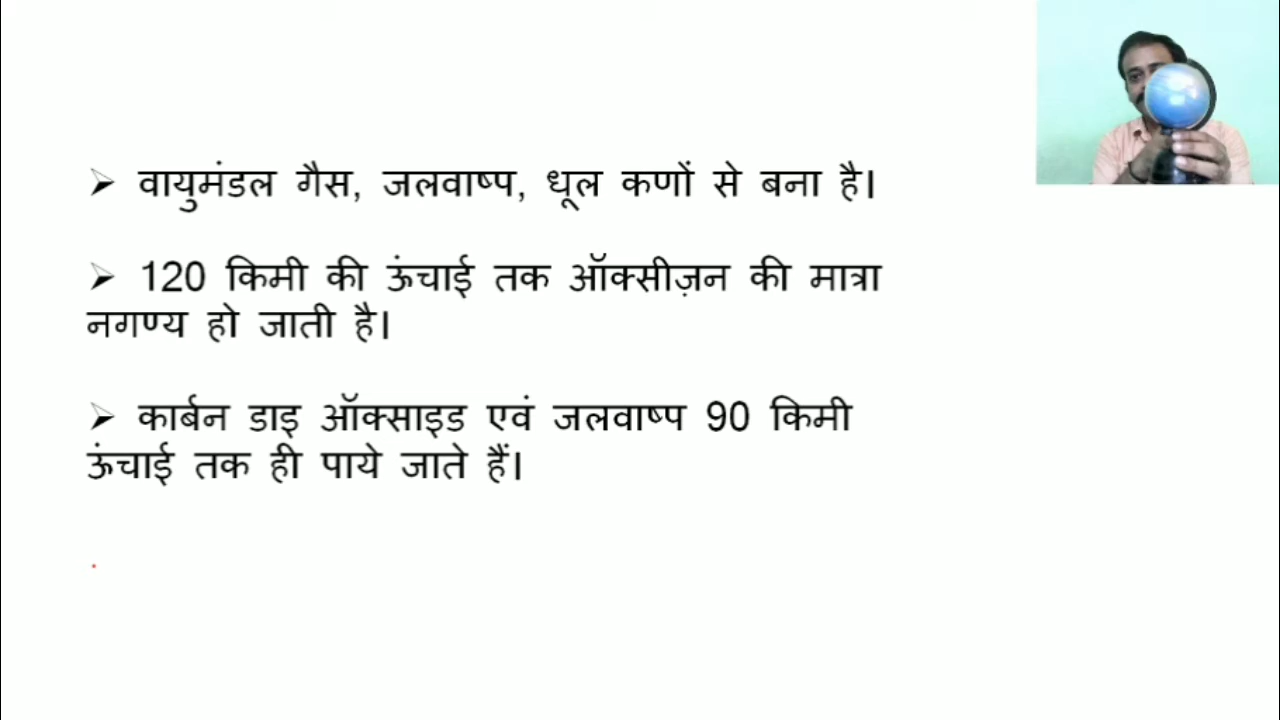 ➢ वायुमंडल गैस, जलवाष्प, धूल कणों से बना है।
➢ 120 किमी की ऊंचाई तक ऑक्सीज़न की मात्रा
नगण्य हो जाती है।
➢ कार्बन डाइ ऑक्साइड एवं जलवाष्प 90 किमी
ऊंचाई तक ही पाये जाते हैं।